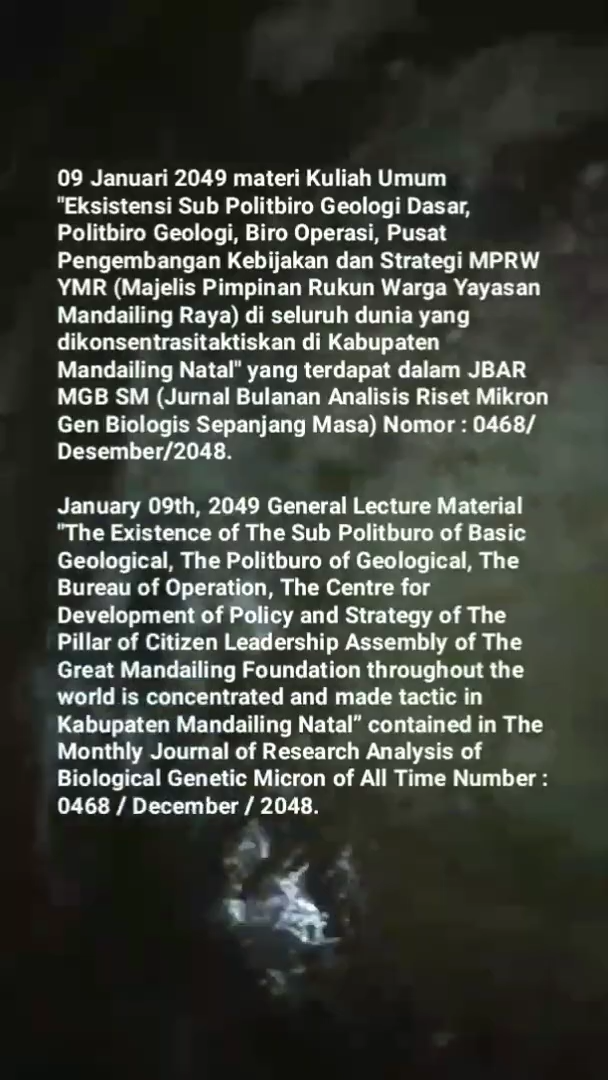 09 Januari 2049 materi Kuliah Umum
"Eksistensi Sub Politbiro Geologi Dasar,
Politbiro Geologi, Biro Operasi, Pusat
Pengembangan Kebijakan dan Strategi MPRW
YMR (Majelis Pimpinan Rukun Warga Yayasan
Mandailing Raya) di seluruh dunia yang
dikonsentrasitaktiskan di Kabupaten
Mandailing Natal" yang terdapat dalam JBAR
MGB SM (Jurnal Bulanan Analisis Riset Mikron
Gen Biologis Sepanjang Masa) Nomor : 0468/
Desember/2048.
January 09th, 2049 General Lecture Material
"The Existence of The Sub Politburo of Basic
Geological, The Politburo of Geological, The
Bureau of Operation, The Centre for
Development of Policy and Strategy of The
Pillar of Citizen Leadership Assembly of The
Great Mandailing Foundation throughout the
world is concentrated and made tactic in
Kabupaten Mandailing Natal" contained in The
Monthly Journal of Research Analysis of
Biological Genetic Micron of All Time Number :
0468 / December / 2048.